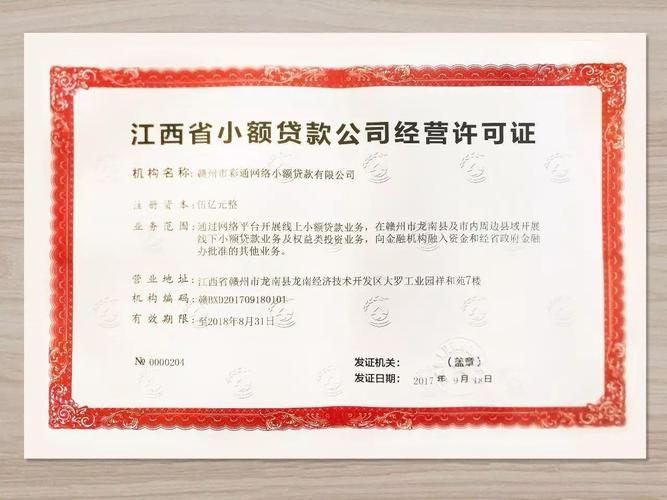 江西省小额贷款公司经营许可证
机构名称：赣州市彩通网络小额贷款有限公司
注册资本：伍亿元整
业务范围：通过网络平台开展线上小额贷款业务，在赣州市龙南县及市内周边县域开展
线下小额贷款业务及权益类投资业务，向金融机构融入资金和经省政府金融
办批准的其他业务。
营业地址：江西省赣州市龙南县龙南经济技术开发区大罗工业园祥和苑7楼
机构编码：赣BXD201709180101
有效期限：至2018年8月31日
№ 0000204
发证机关： （盖章）
发证日期： 2017 年 9 月 18日